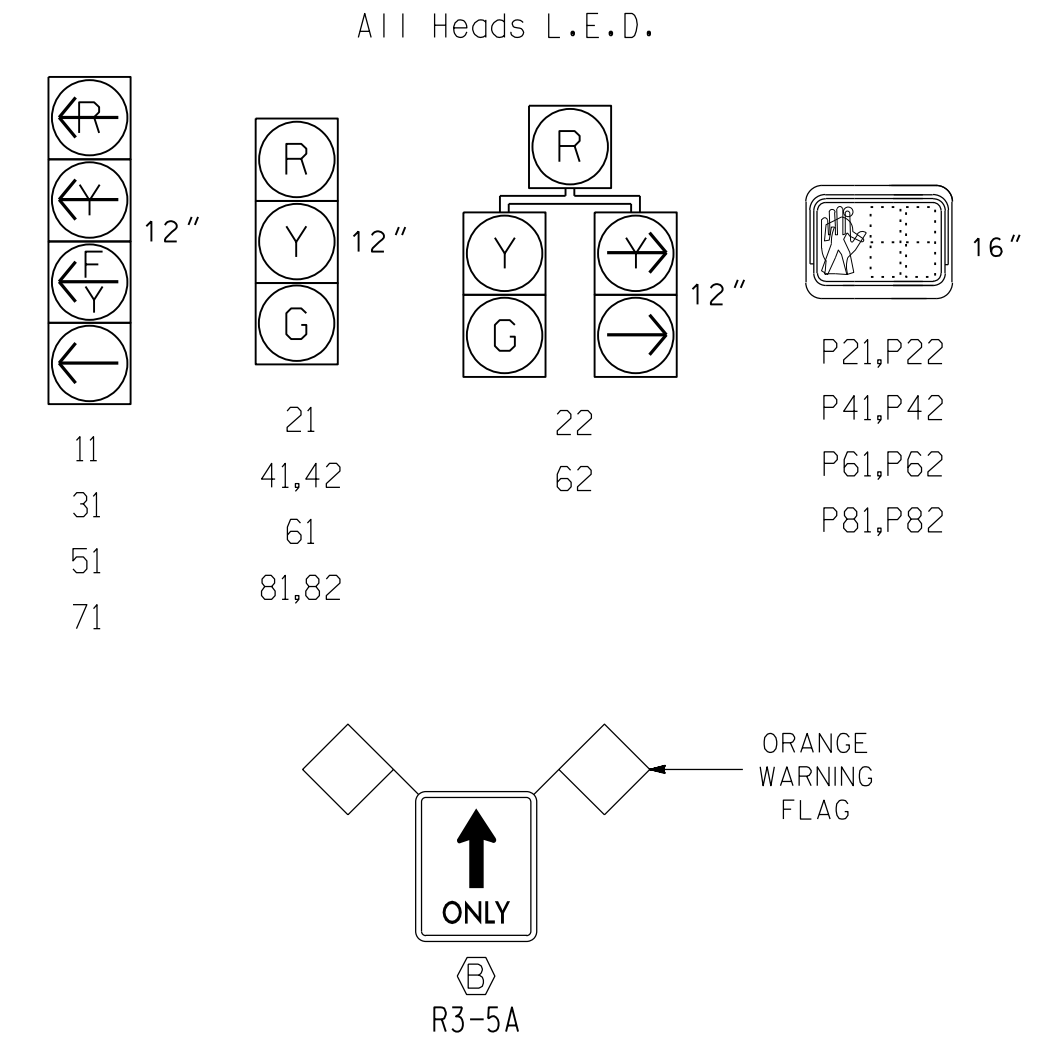 All Heads L.E.D.
R
Y
F
Y
12"
11
31
51
71
R
Y
G
12"
21
41,42
61
81,82
R
Y
G
Y
12"
22
62
16"
P21,P22
P41,P42
P61,P62
P81,P82
ORANGE
WARNING
FLAG
ONLY
B
R3-5A